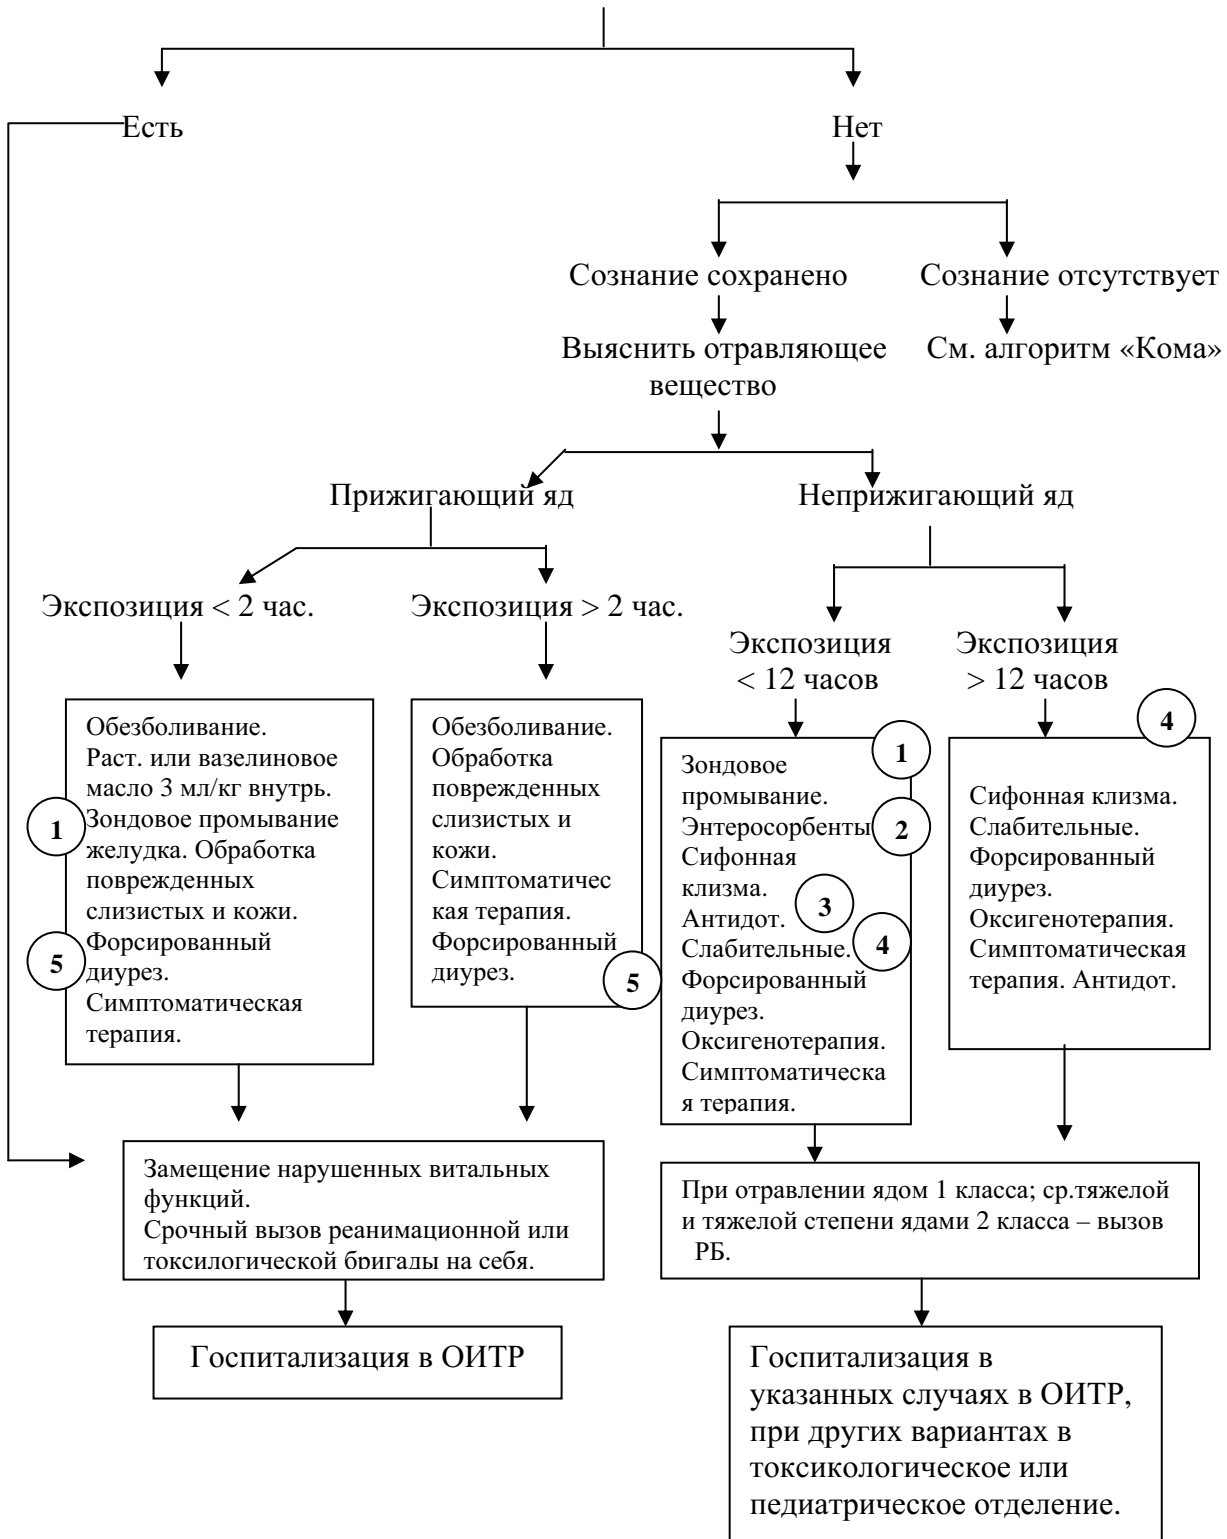 Есть
Нет
Сознание сохранено
Сознание отсутствует
Выяснить отравляющее
вещество
См. алгоритм «Кома»
Прижигающий яд
Неприжигающий яд
Экспозиция < 2 час.
Экспозиция > 2 час.
Экспозиция
< 12 часов
Экспозиция
> 12 часов
Обезболивание.
Раст. или вазелиновое
масло 3 мл/кг внутрь.
1 Зондовое промывание
желудка. Обработка
поврежденных
слизистых и кожи.
Форсированный
5 диурез.
Симптоматическая
терапия.
Обезболивание.
Обработка
поврежденных
слизистых и
кожи.
Симптоматичес
кая терапия.
Форсированный
диурез. 5
1
Зондовое
промывание.
Энтеросорбенты 2
Сифонная
клизма.
Антидот. 3
Слабительные. 4
Форсированный
диурез.
Оксигенотерапия.
Симптоматическа
я терапия.
4
Сифонная клизма.
Слабительные.
Форсированный
диурез.
Оксигенотерапия.
Симптоматическая
терапия. Антидот.
Замещение нарушенных витальных
функций.
Срочный вызов реанимационной или
токсилогической бригады на себя.
При отравлении ядом 1 класса; ср.тяжелой
и тяжелой степени ядами 2 класса – вызов
РБ.
Госпитализация в ОИТР
Госпитализация в
указанных случаях в ОИТР,
при других вариантах в
токсикологическое или
педиатрическое отделение.